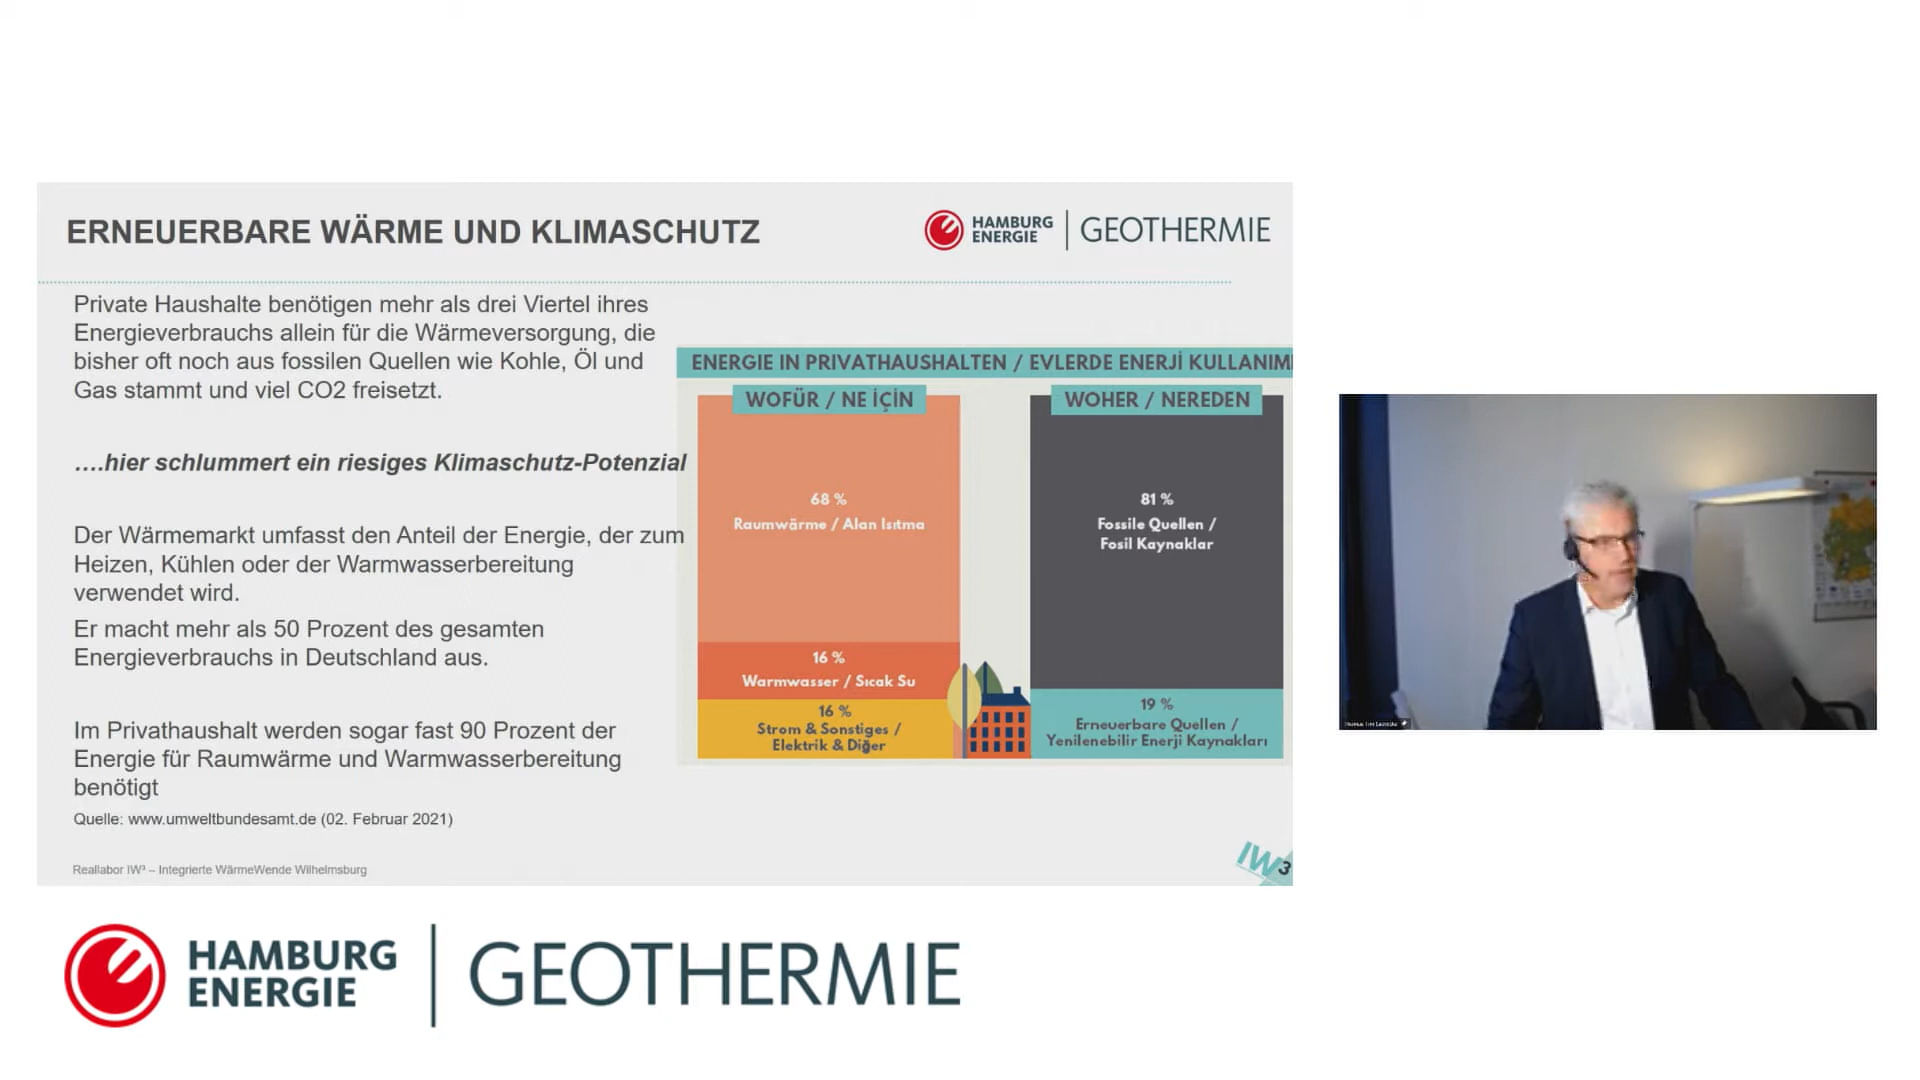 ERNEUERBARE WÄRME UND KLIMASCHUTZ
HAMBURG
ENERGIE
GEOTHERMIE
Private Haushalte benötigen mehr als drei Viertel ihres
Energieverbrauchs allein für die Wärmeversorgung, die
bisher oft noch aus fossilen Quellen wie Kohle, Öl und
Gas stammt und viel CO2 freisetzt.
….hier schlummert ein riesiges Klimaschutz-Potenzial
Der Wärmemarkt umfasst den Anteil der Energie, der zum
Heizen, Kühlen oder der Warmwasserbereitung
verwendet wird.
Er macht mehr als 50 Prozent des gesamten
Energieverbrauchs in Deutschland aus.
Im Privathaushalt werden sogar fast 90 Prozent der
Energie für Raumwärme und Warmwasserbereitung
benötigt
Quelle: www.umweltbundesamt.de (02. Februar 2021)
ENERGIE IN PRIVATHAUSHALTEN / EVLERDE ENERJİ KULLANIM
WOFÜR / NE İÇİN
68 %
Raumwärme / Alan Isıtma
16 %
Warmwasser / Sıcak Su
16 %
Strom & Sonstiges /
Elektrik & Diğer
WOHER / NEREDEN
81 %
Fossile Quellen /
Fosil Kaynaklar
19 %
Erneuerbare Quellen /
Yenilenebilir Enerji Kaynakları
Reallabor IW³ – Integrierte WärmeWende Wilhelmsburg
IW3
HAMBURG
ENERGIE
GEOTHERMIE